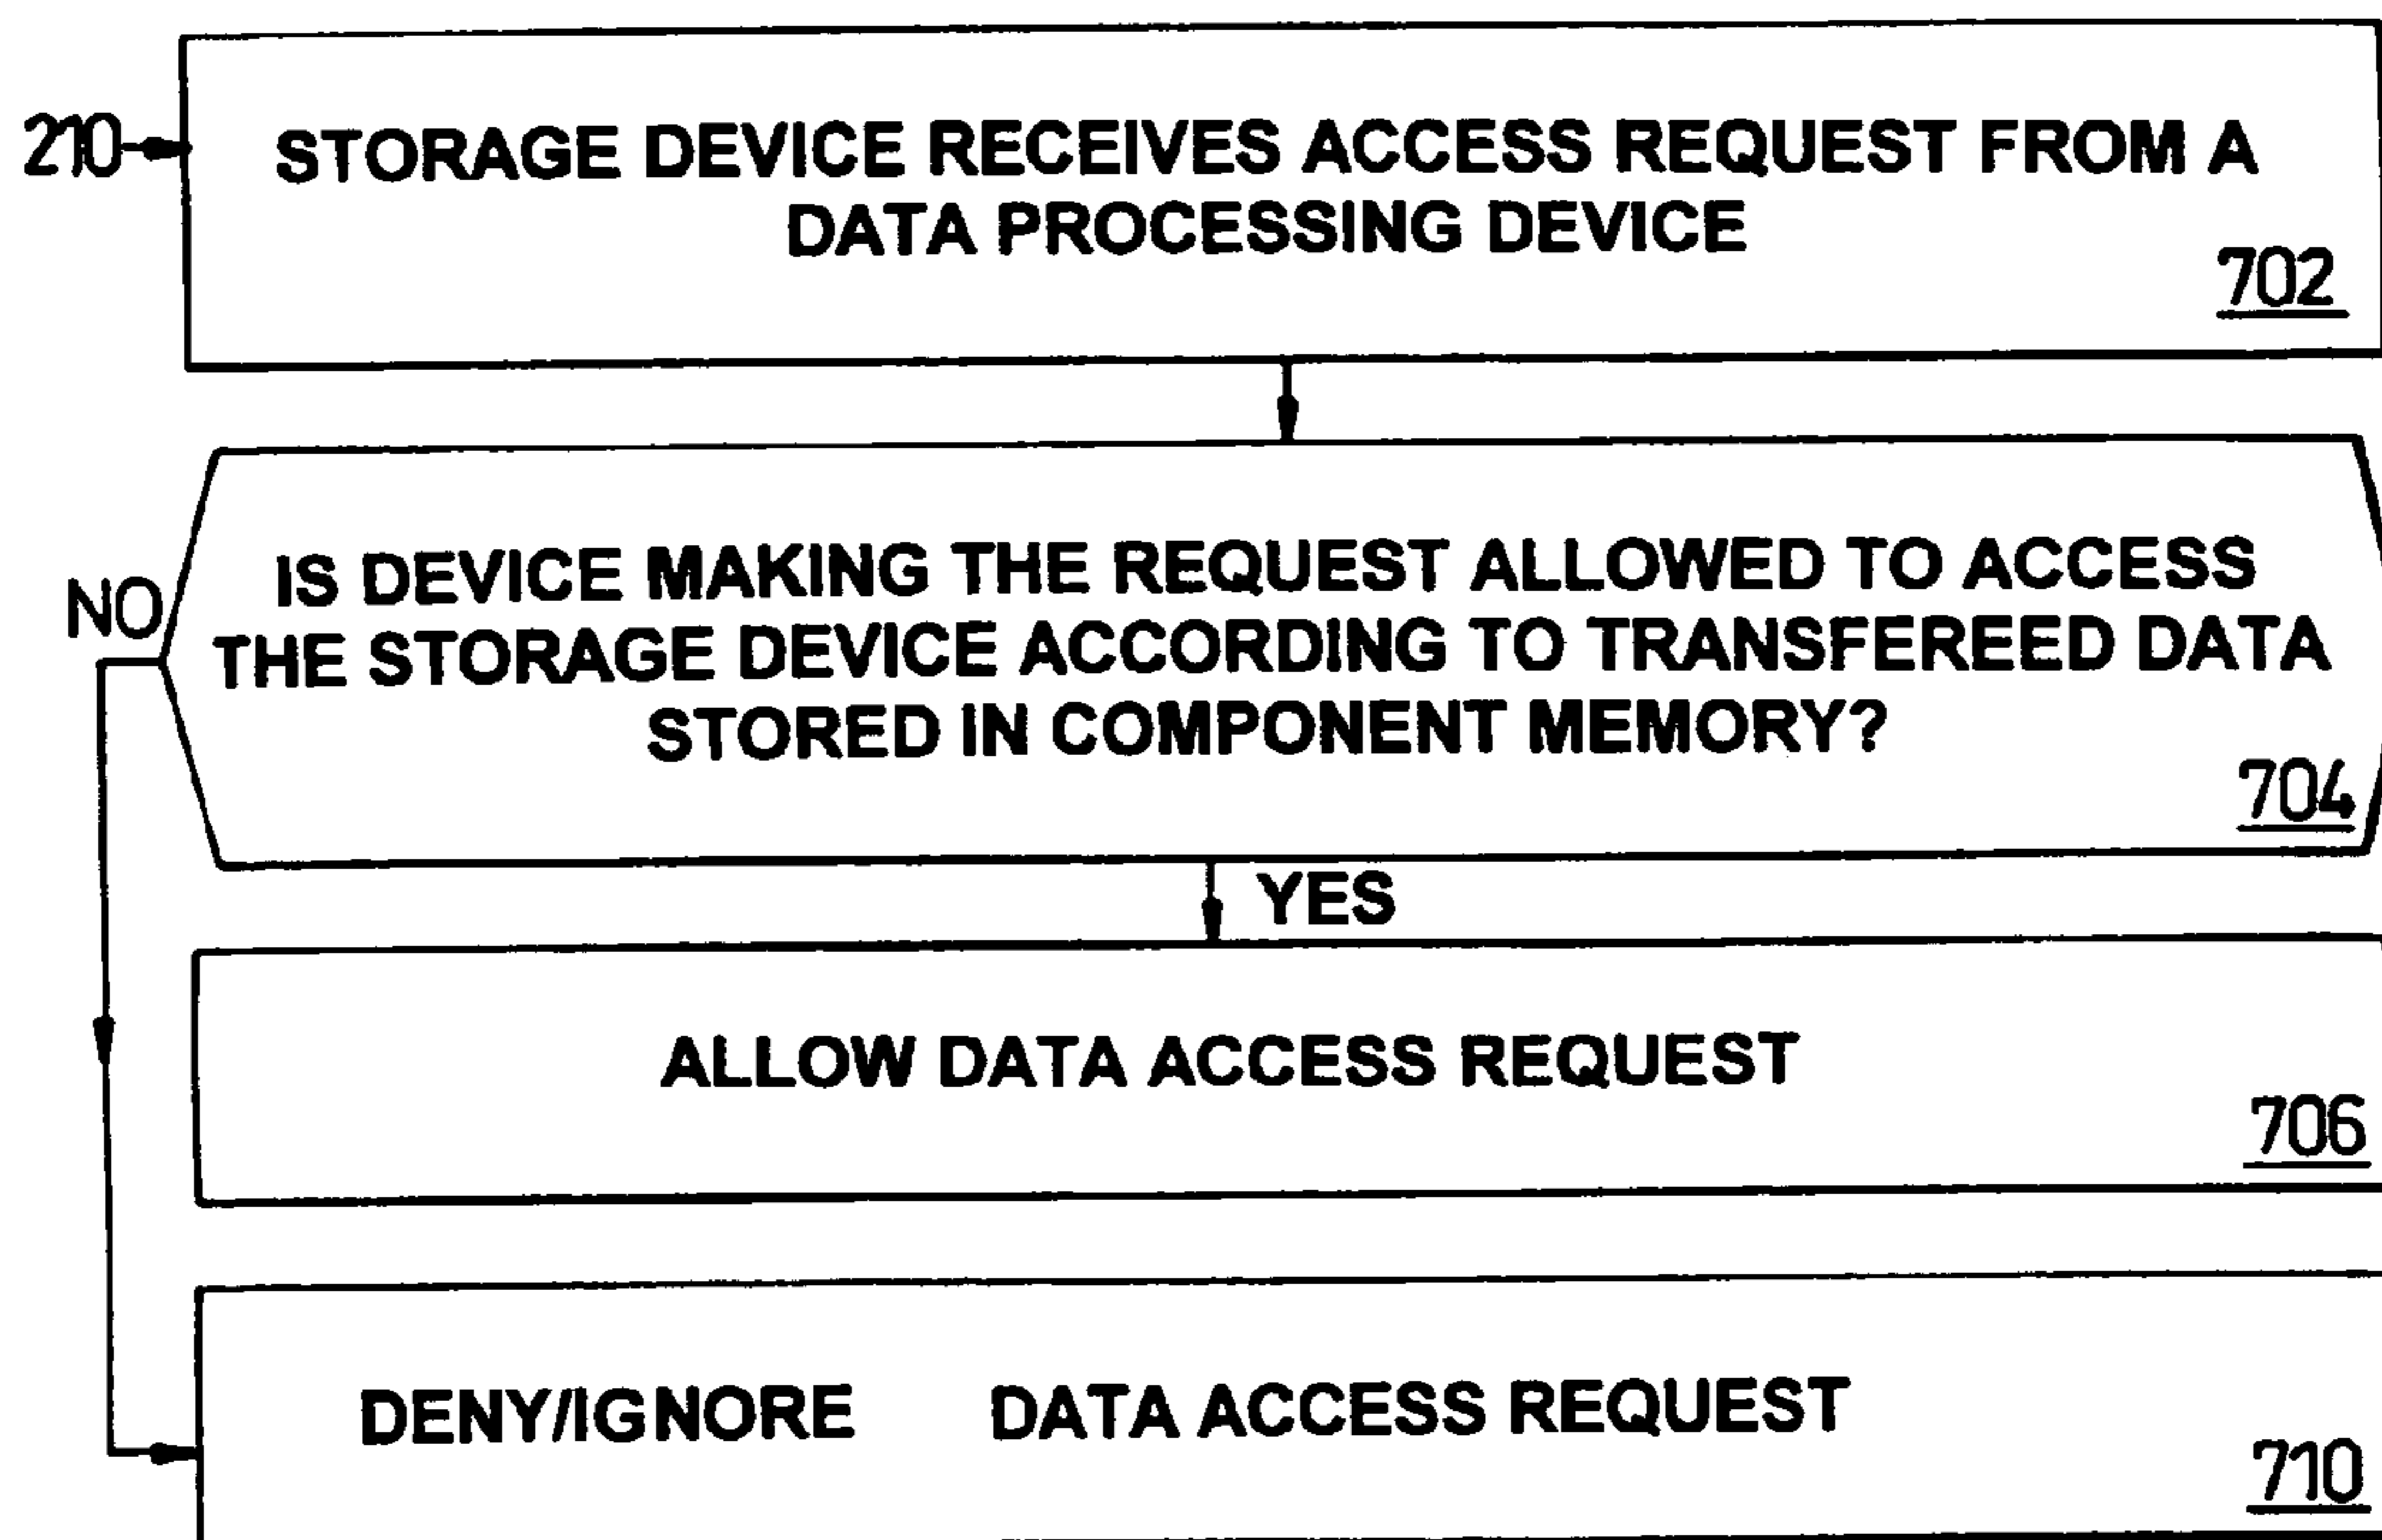 210
STORAGE DEVICE RECEIVES ACCESS REQUEST FROM A
DATA PROCESSING DEVICE
702
IS DEVICE MAKING THE REQUEST ALLOWED TO ACCESS
NO
THE STORAGE DEVICE ACCORDING TO TRANSFEREED DATA
STORED IN COMPONENT MEMORY?
704
YES
ALLOW DATA ACCESS REQUEST
706
DENY/IGNORE DATA ACCESS REQUEST
710